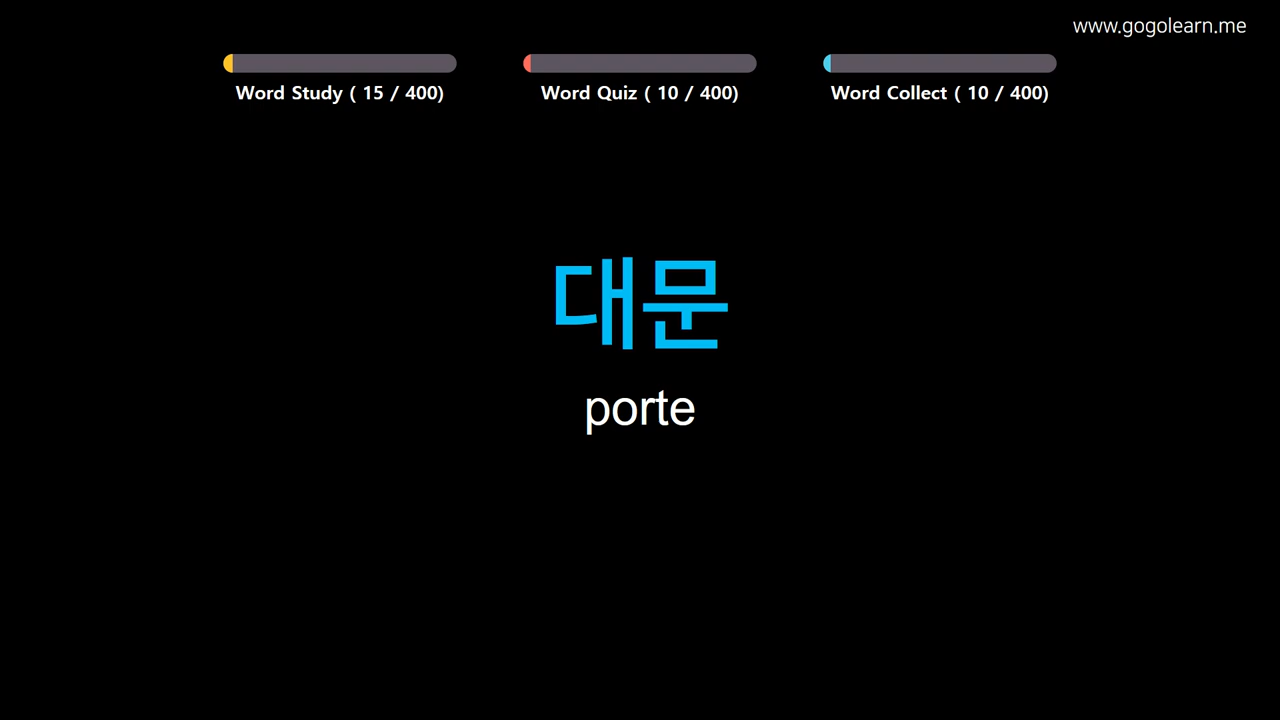 www.gogolearn.me
Word Study ( 15 / 400)
Word Quiz ( 10 / 400)
Word Collect ( 10 / 400)
대문
porte